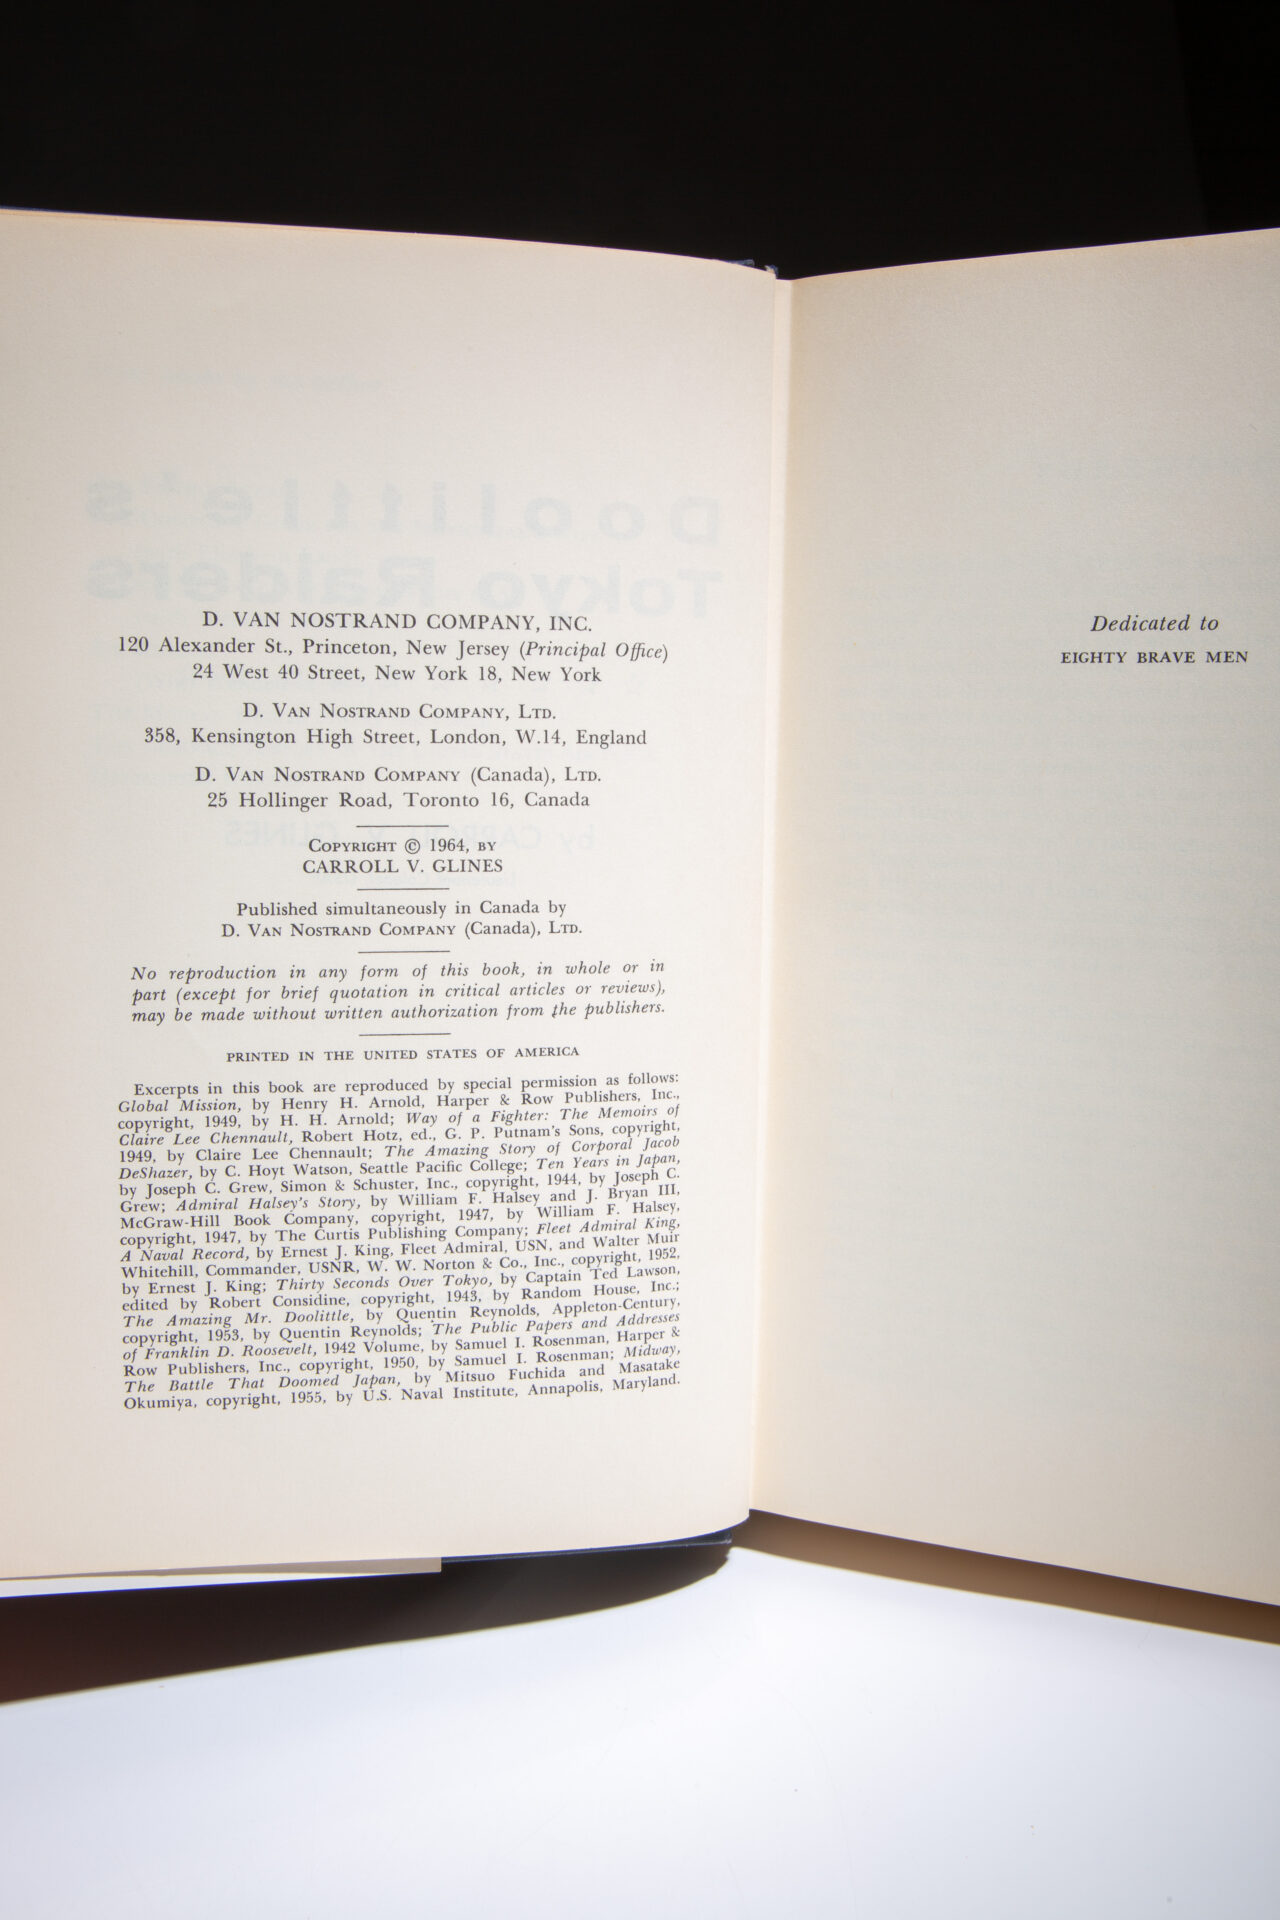 D. VAN NOSTRAND COMPANY, INC.
120 Alexander St., Princeton, New Jersey (Principal Office)
24 West 40 Street, New York 18, New York
D. VAN NOSTRAND COMPANY, LTD.
358, Kensington High Street, London, W.14, England
D. VAN NOSTRAND COMPANY (Canada), LTD.
25 Hollinger Road, Toronto 16, Canada
COPYRIGHT © 1964, BY
CARROLL V. GLINES
Published simultaneously in Canada by
D. VAN NOSTRAND COMPANY (Canada), LTD.
No reproduction in any form of this book, in whole or in
part (except for brief quotation in critical articles or reviews),
may be made without written authorization from the publishers.
PRINTED IN THE UNITED STATES OF AMERICA
Excerpts in this book are reproduced by special permission as follows:
Global Mission, by Henry H. Arnold, Harper & Row Publishers, Inc.,
copyright, 1949, by H. H. Arnold; Way of a Fighter: The Memoirs of
Claire Lee Chennault, Robert Hotz, ed., G. P. Putnam's Sons, copyright,
1949, by Claire Lee Chennault; The Amazing Story of Corporal Jacob
DeShazer, by C. Hoyt Watson, Seattle Pacific College; Ten Years in Japan,
by Joseph C. Grew, Simon & Schuster, Inc., copyright, 1944, by Joseph C.
Grew; Admiral Halsey's Story, by William F. Halsey and J. Bryan III,
McGraw-Hill Book Company, copyright, 1947, by William F. Halsey,
copyright, 1947, by The Curtis Publishing Company; Fleet Admiral King,
A Naval Record, by Ernest J. King, Fleet Admiral, USN, and Walter Muir
Whitehill, Commander, USNR, W. W. Norton & Co., Inc., copyright, 1952,
by Ernest J. King; Thirty Seconds Over Tokyo, by Captain Ted Lawson,
edited by Robert Considine, copyright, 1943, by Random House, Inc.;
The Amazing Mr. Doolittle, by Quentin Reynolds, Appleton-Century,
copyright, 1953, by Quentin Reynolds; The Public Papers and Addresses
of Franklin D. Roosevelt, 1942 Volume, by Samuel I. Rosenman, Harper &
Row Publishers, Inc., copyright, 1950, by Samuel I. Rosenman; Midway,
The Battle That Doomed Japan, by Mitsuo Fuchida and Masatake
Okumiya, copyright, 1955, by U.S. Naval Institute, Annapolis, Maryland.
Dedicated to
EIGHTY BRAVE MEN